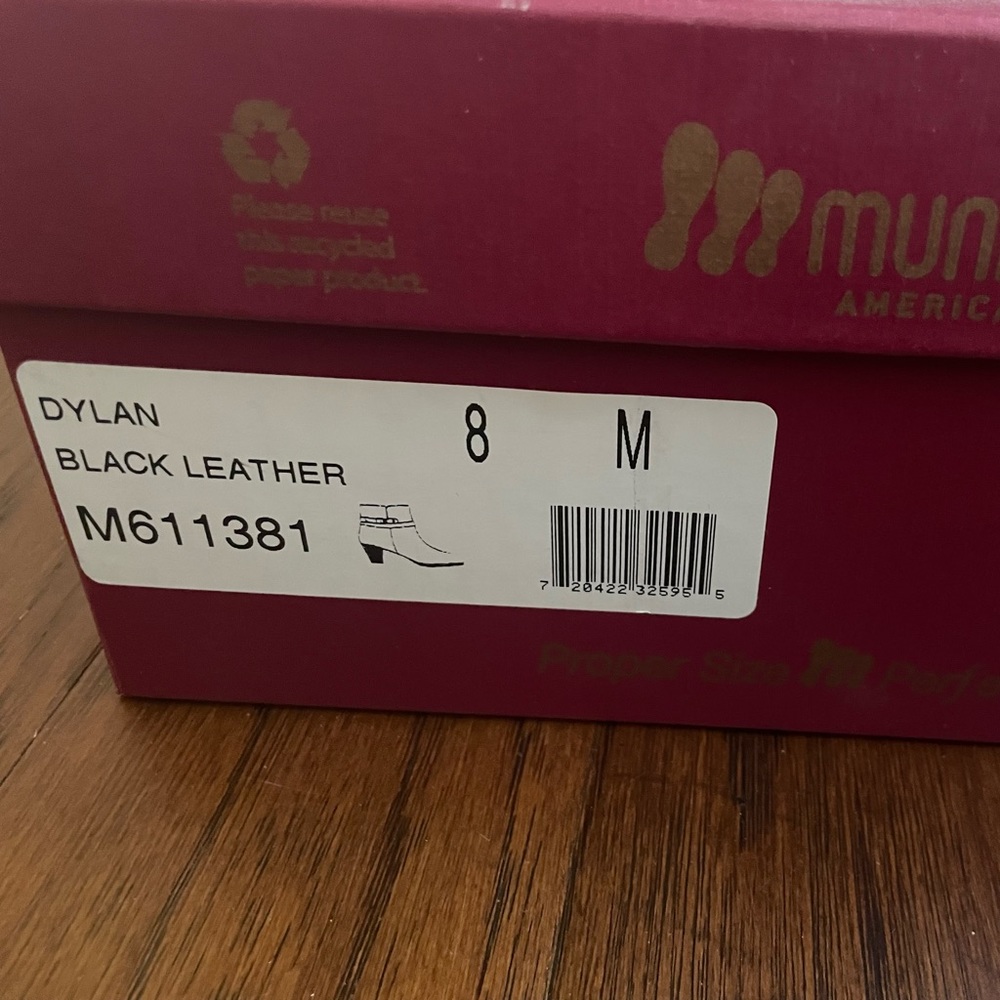 Please reuse
this recycled
paper product.
mun
AMERIC
DYLAN
8 M
BLACK LEATHER
M611381
7 20422 32595 5
Proper Size Perfe